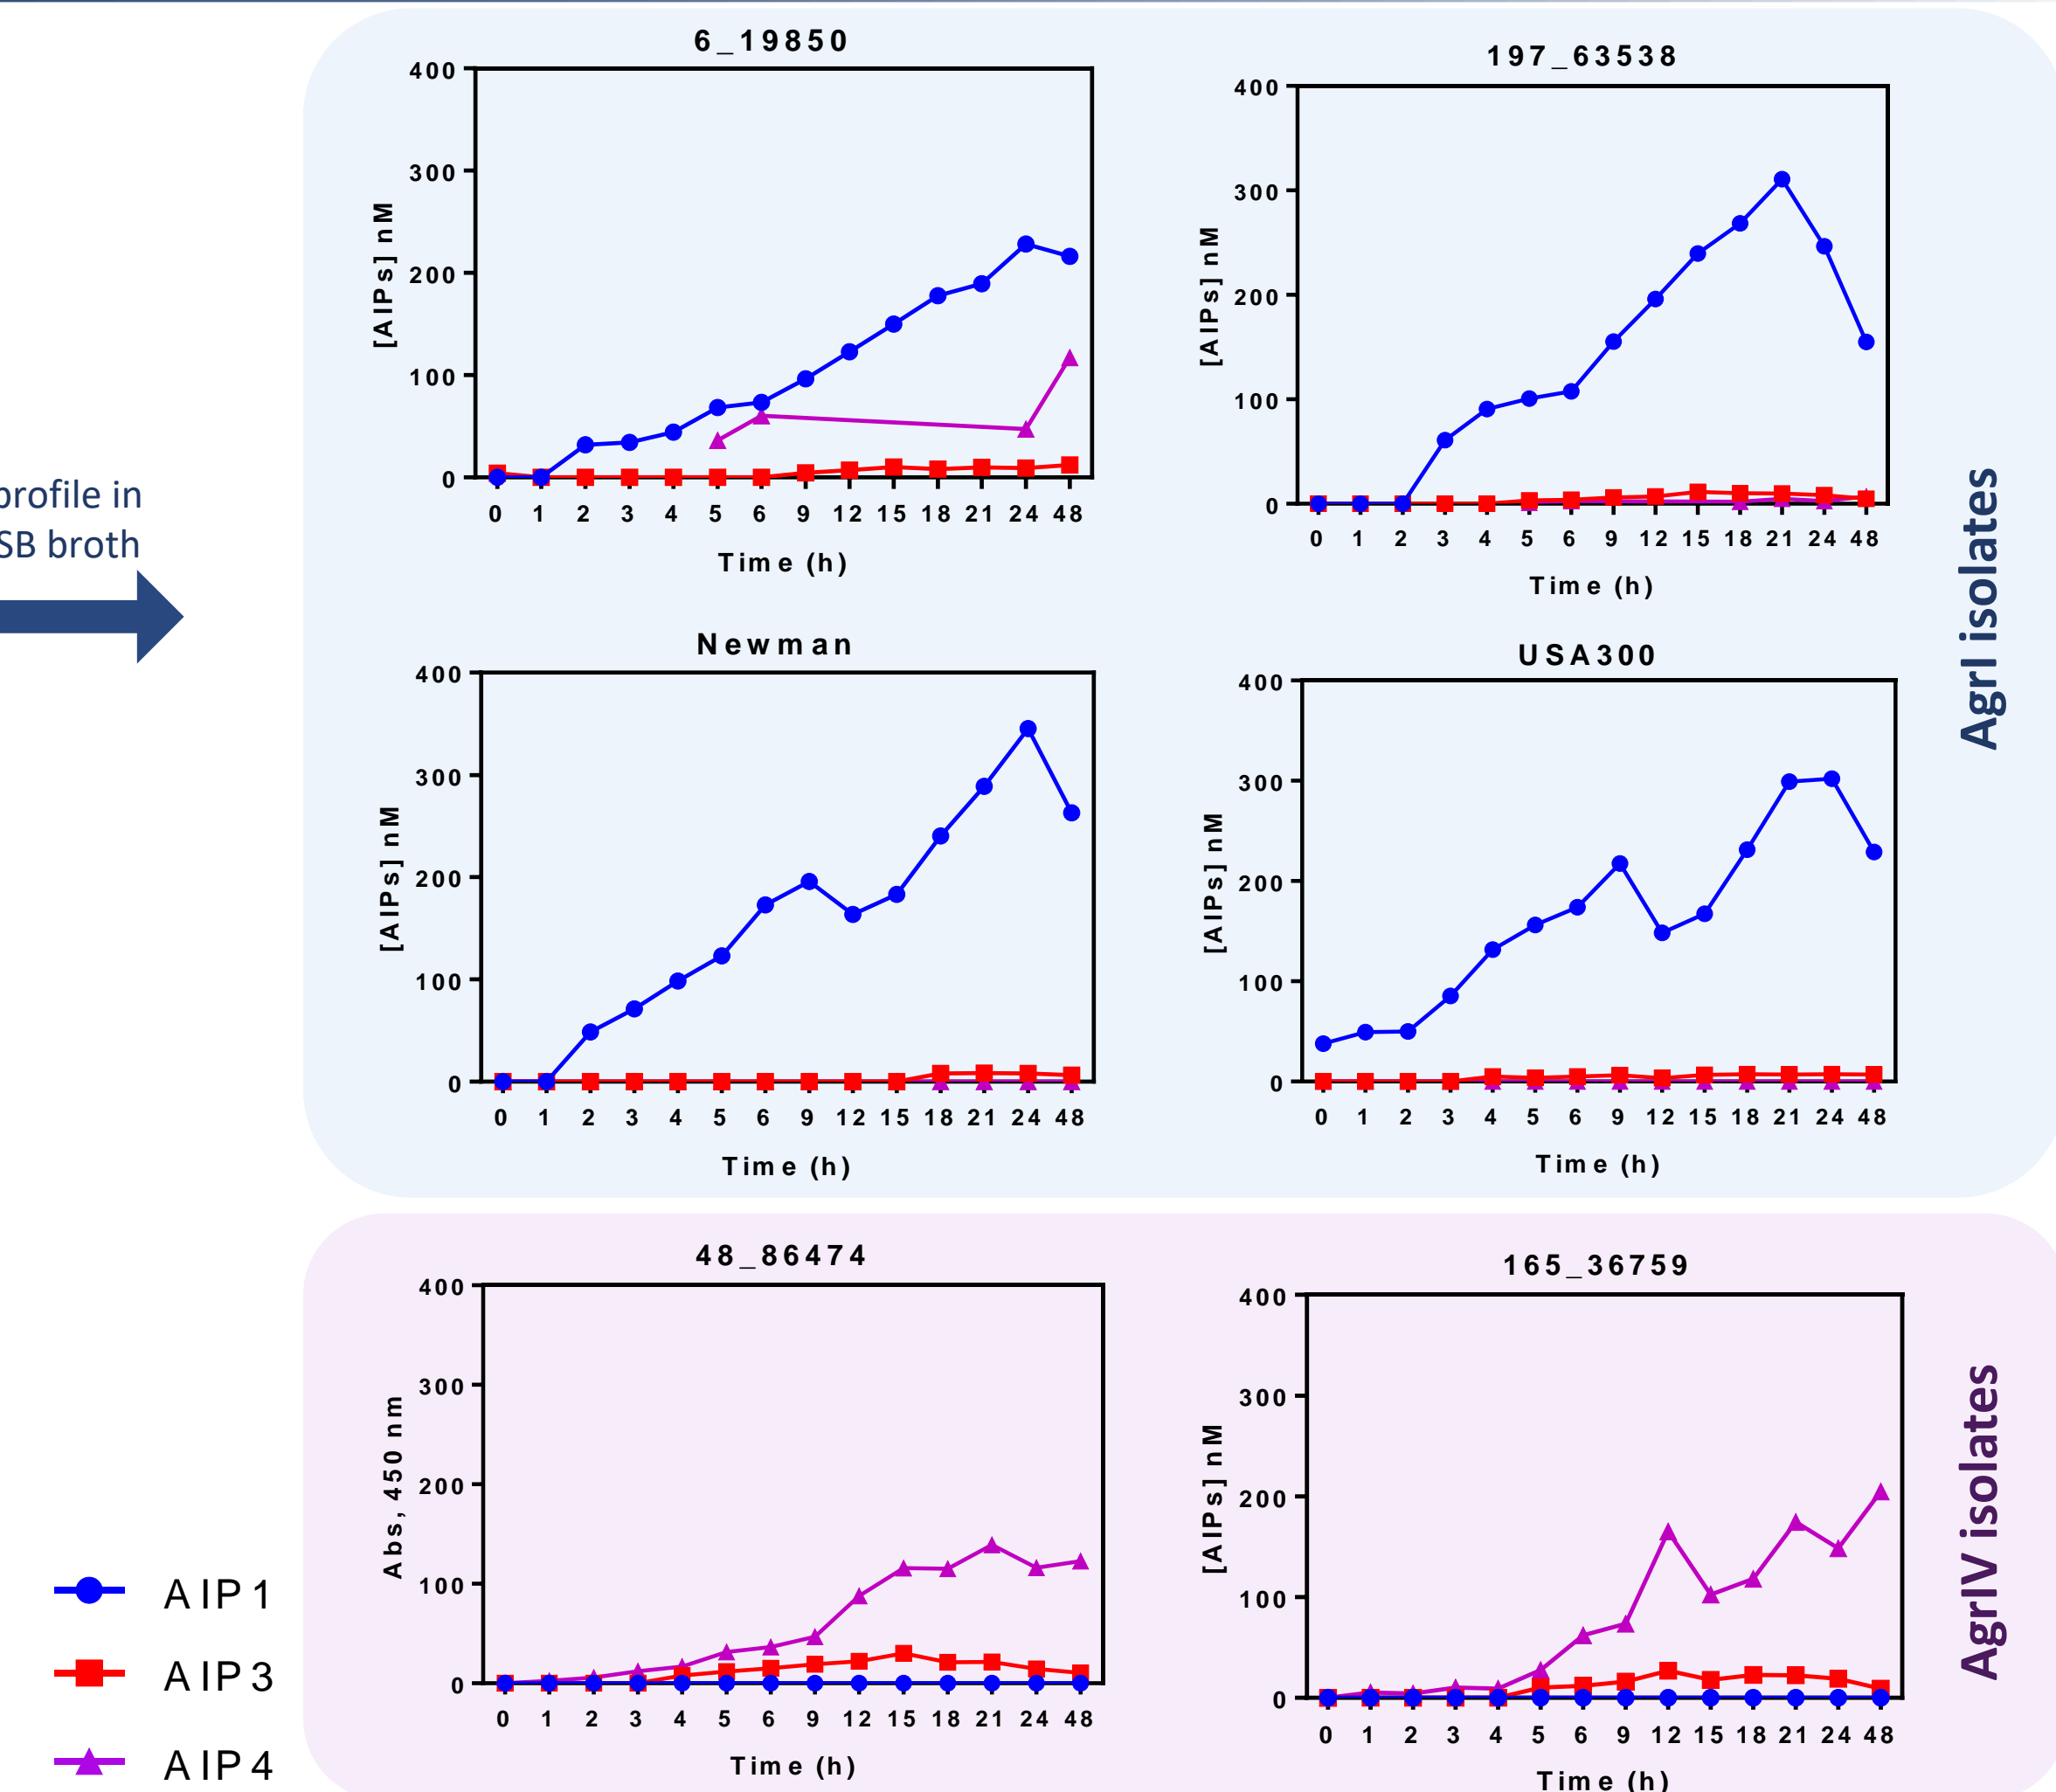 profile in
SB broth
6_19850
400
300
200
100
0
[AIPs] nM
0 1 2 3 4 5 6 9 12 15 18 21 24 48
Time (h)
197_63538
400
300
200
100
0
[AIPs] nM
0 1 2 3 4 5 6 9 12 15 18 21 24 48
Time (h)
Newman
400
300
200
100
0
[AIPs] nM
0 1 2 3 4 5 6 9 12 15 18 21 24 48
Time (h)
USA300
400
300
200
100
0
[AIPs] nM
0 1 2 3 4 5 6 9 12 15 18 21 24 48
Time (h)
AgrI isolates
48_86474
400
300
200
100
0
Abs, 450 nm
0 1 2 3 4 5 6 9 12 15 18 21 24 48
Time (h)
165_36759
400
300
200
100
0
[AIPs] nM
0 1 2 3 4 5 6 9 12 15 18 21 24 48
Time (h)
AgrIV isolates
AIP1
AIP3
AIP4